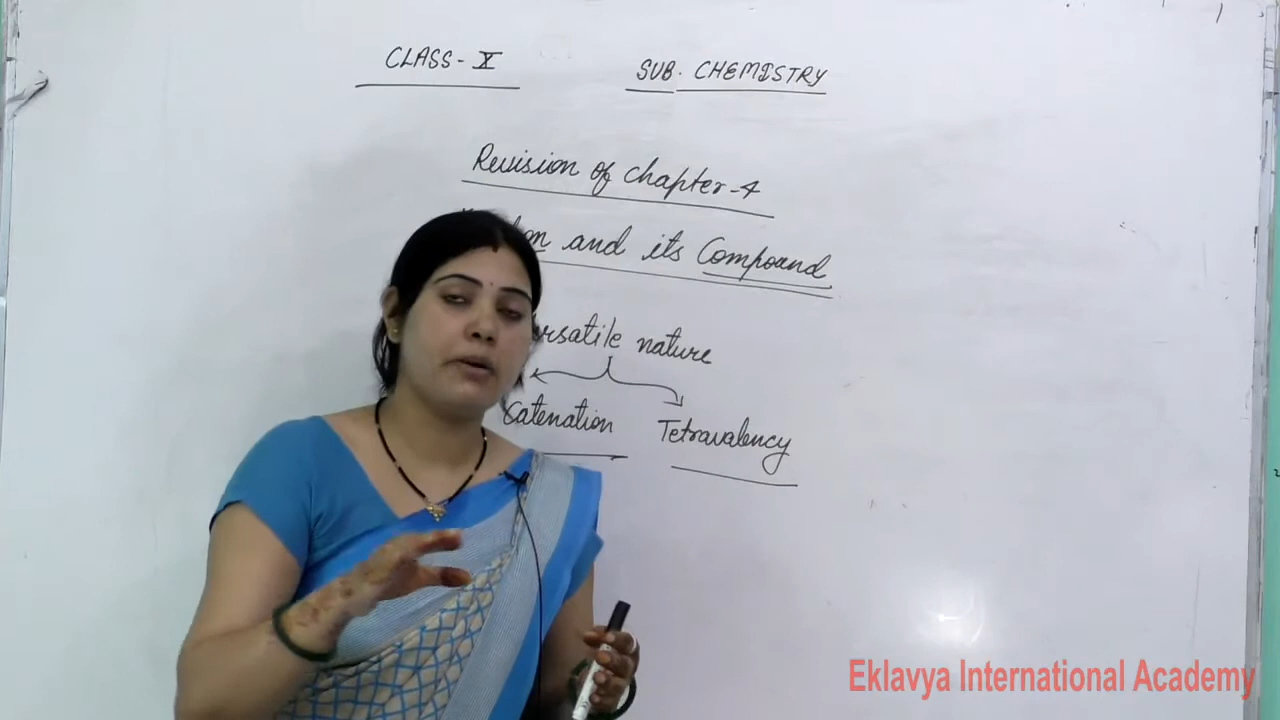 CLASS - X SUB. CHEMISTRY
Revision of chapter-4
and its Compound
nature
Catenation Tetravalency
Eklavya International Academy